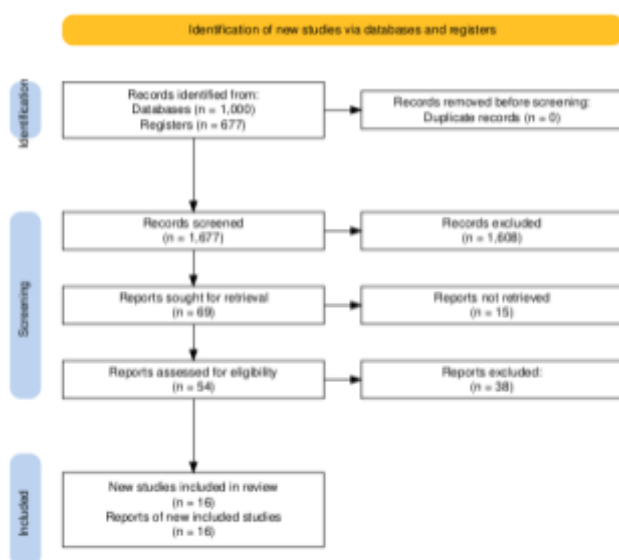 Identification of new studies via databases and registers
Identification
Records identified from:
Databases (n = 1,000)
Registers (n = 677)
Records removed before screening:
Duplicate records (n = 0)
Screening
Records screened
(n = 1,677)
Records excluded
(n = 1,608)
Reports sought for retrieval
(n = 69)
Reports not retrieved
(n = 15)
Reports assessed for eligibility
(n = 54)
Reports excluded:
(n = 38)
Included
New studies included in review
(n = 16)
Reports of new included studies
(n = 16)